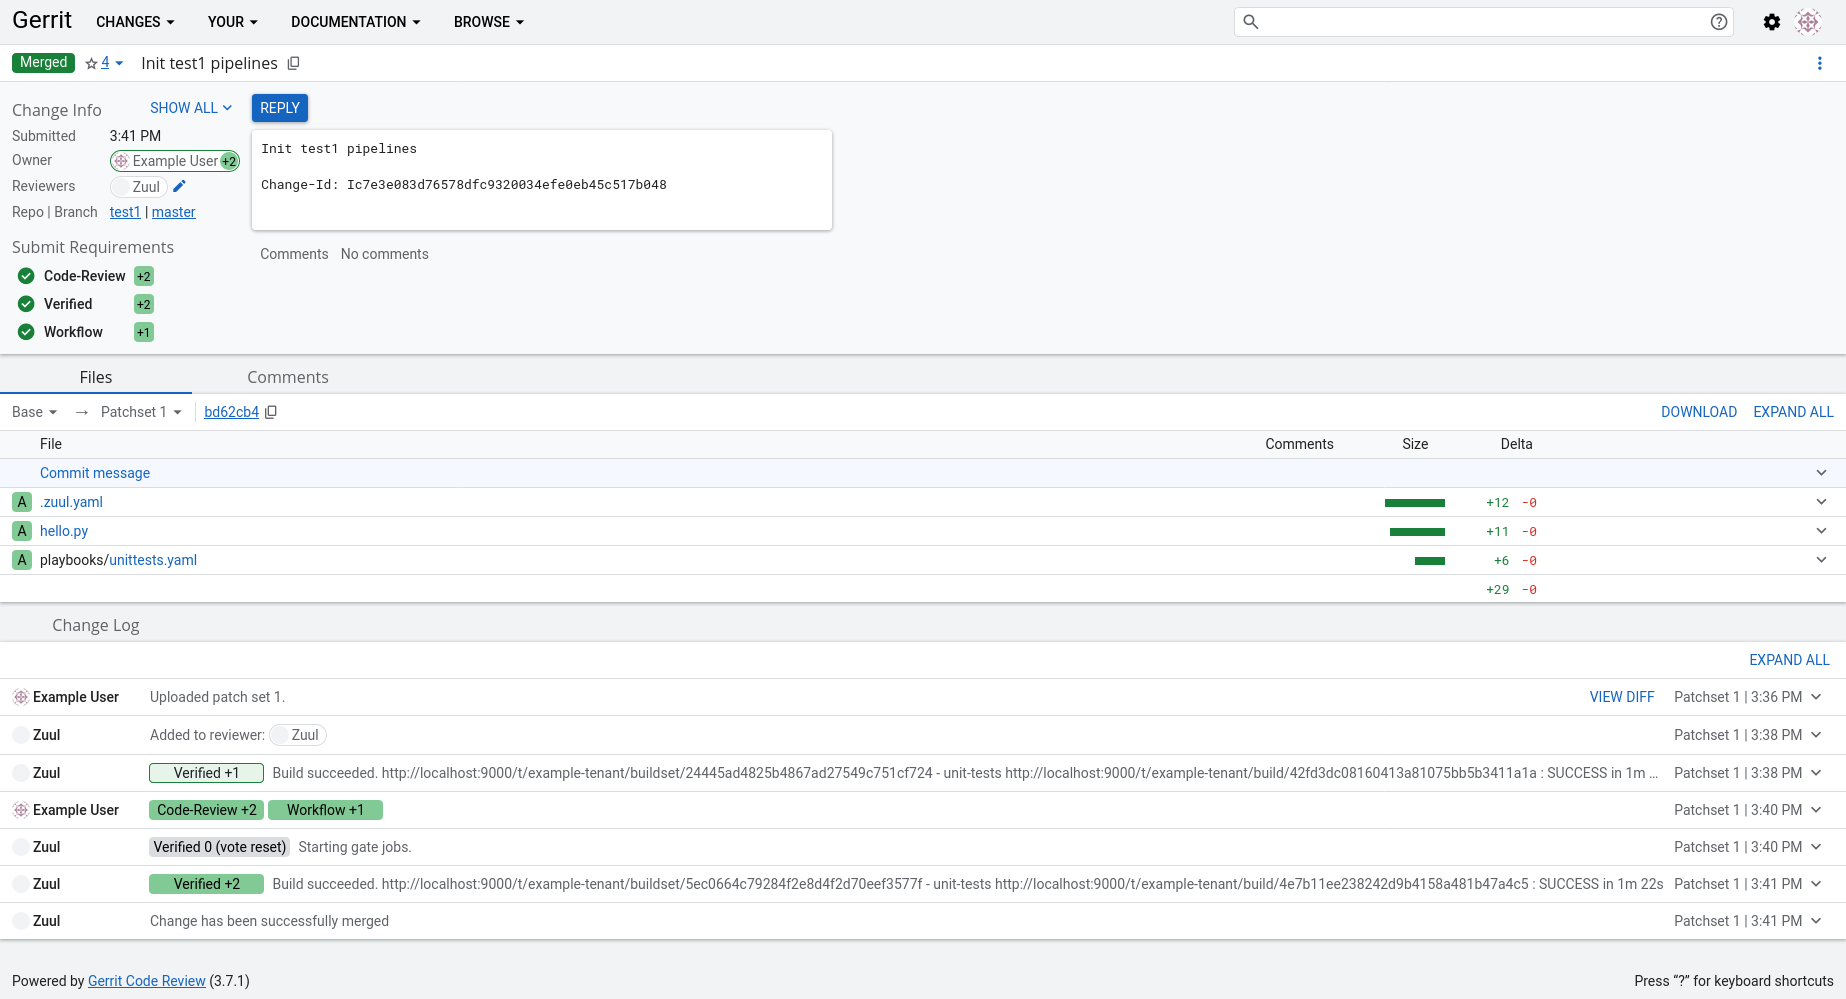 Gerrit CHANGES YOUR DOCUMENTATION BROWSE
Merged 4 Init test1 pipelines
Change Info SHOW ALL REPLY
Submitted 3:41 PM
Owner Example User +2
Reviewers Zuul
Repo | Branch test1 | master
Init test1 pipelines
Change-Id: Ic7e3e083d76578dfc9320034efe0eb45c517b048
Comments No comments
Submit Requirements
Code-Review +2
Verified +2
Workflow +1
Files Comments
Base → Patchset 1 bd62cb4 DOWNLOAD EXPAND ALL
File Comments Size Delta
Commit message
A .zuul.yaml +12 -0
A hello.py +11 -0
A playbooks/unittests.yaml +6 -0
+29 -0
Change Log
EXPAND ALL
Example User Uploaded patch set 1. VIEW DIFF Patchset 1 | 3:36 PM
Zuul Added to reviewer: Zuul Patchset 1 | 3:38 PM
Zuul Verified +1 Build succeeded. http://localhost:9000/t/example-tenant/buildset/24445ad4825b4867ad27549c751cf724 - unit-tests http://localhost:9000/t/example-tenant/build/42fd3dc08160413a81075bb5b3411a1a : SUCCESS in 1m … Patchset 1 | 3:38 PM
Example User Code-Review +2 Workflow +1 Patchset 1 | 3:40 PM
Zuul Verified 0 (vote reset) Starting gate jobs. Patchset 1 | 3:40 PM
Zuul Verified +2 Build succeeded. http://localhost:9000/t/example-tenant/buildset/5ec0664c79284f2e8d4f2d70eef3577f - unit-tests http://localhost:9000/t/example-tenant/build/4e7b11ee238242d9b4158a481b47a4c5 : SUCCESS in 1m 22s Patchset 1 | 3:41 PM
Zuul Change has been successfully merged Patchset 1 | 3:41 PM
Powered by Gerrit Code Review (3.7.1) Press “?” for keyboard shortcuts